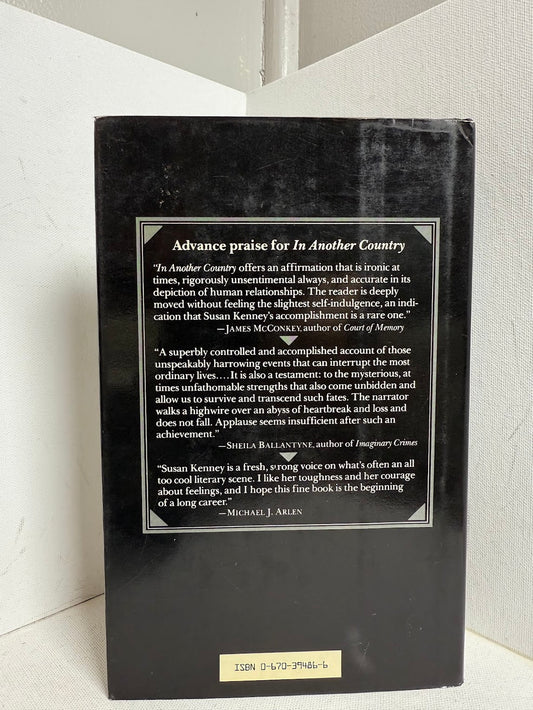 Advance praise for In Another Country
"In Another Country offers an affirmation that is ironic at
times, rigorously unsentimental always, and accurate in its
depiction of human relationships. The reader is deeply
moved without feeling the slightest self-indulgence, an indi-
cation that Susan Kenney's accomplishment is a rare one."
—JAMES MCCONKEY, author of Court of Memory
"A superbly controlled and accomplished account of those
unspeakably harrowing events that can interrupt the most
ordinary lives.... It is also a testament: to the mysterious, at
times unfathomable strengths that also come unbidden and
allow us to survive and transcend such fates. The narrator
walks a highwire over an abyss of heartbreak and loss and
does not fall. Applause seems insufficient after such an
achievement."
—SHEILA BALLANTYNE, author of Imaginary Crimes
"Susan Kenney is a fresh, strong voice on what's often an all
too cool literary scene. I like her toughness and her courage
about feelings, and I hope this fine book is the beginning
of a long career."
—MICHAEL J. ARLEN
ISBN 0-670-39486-6